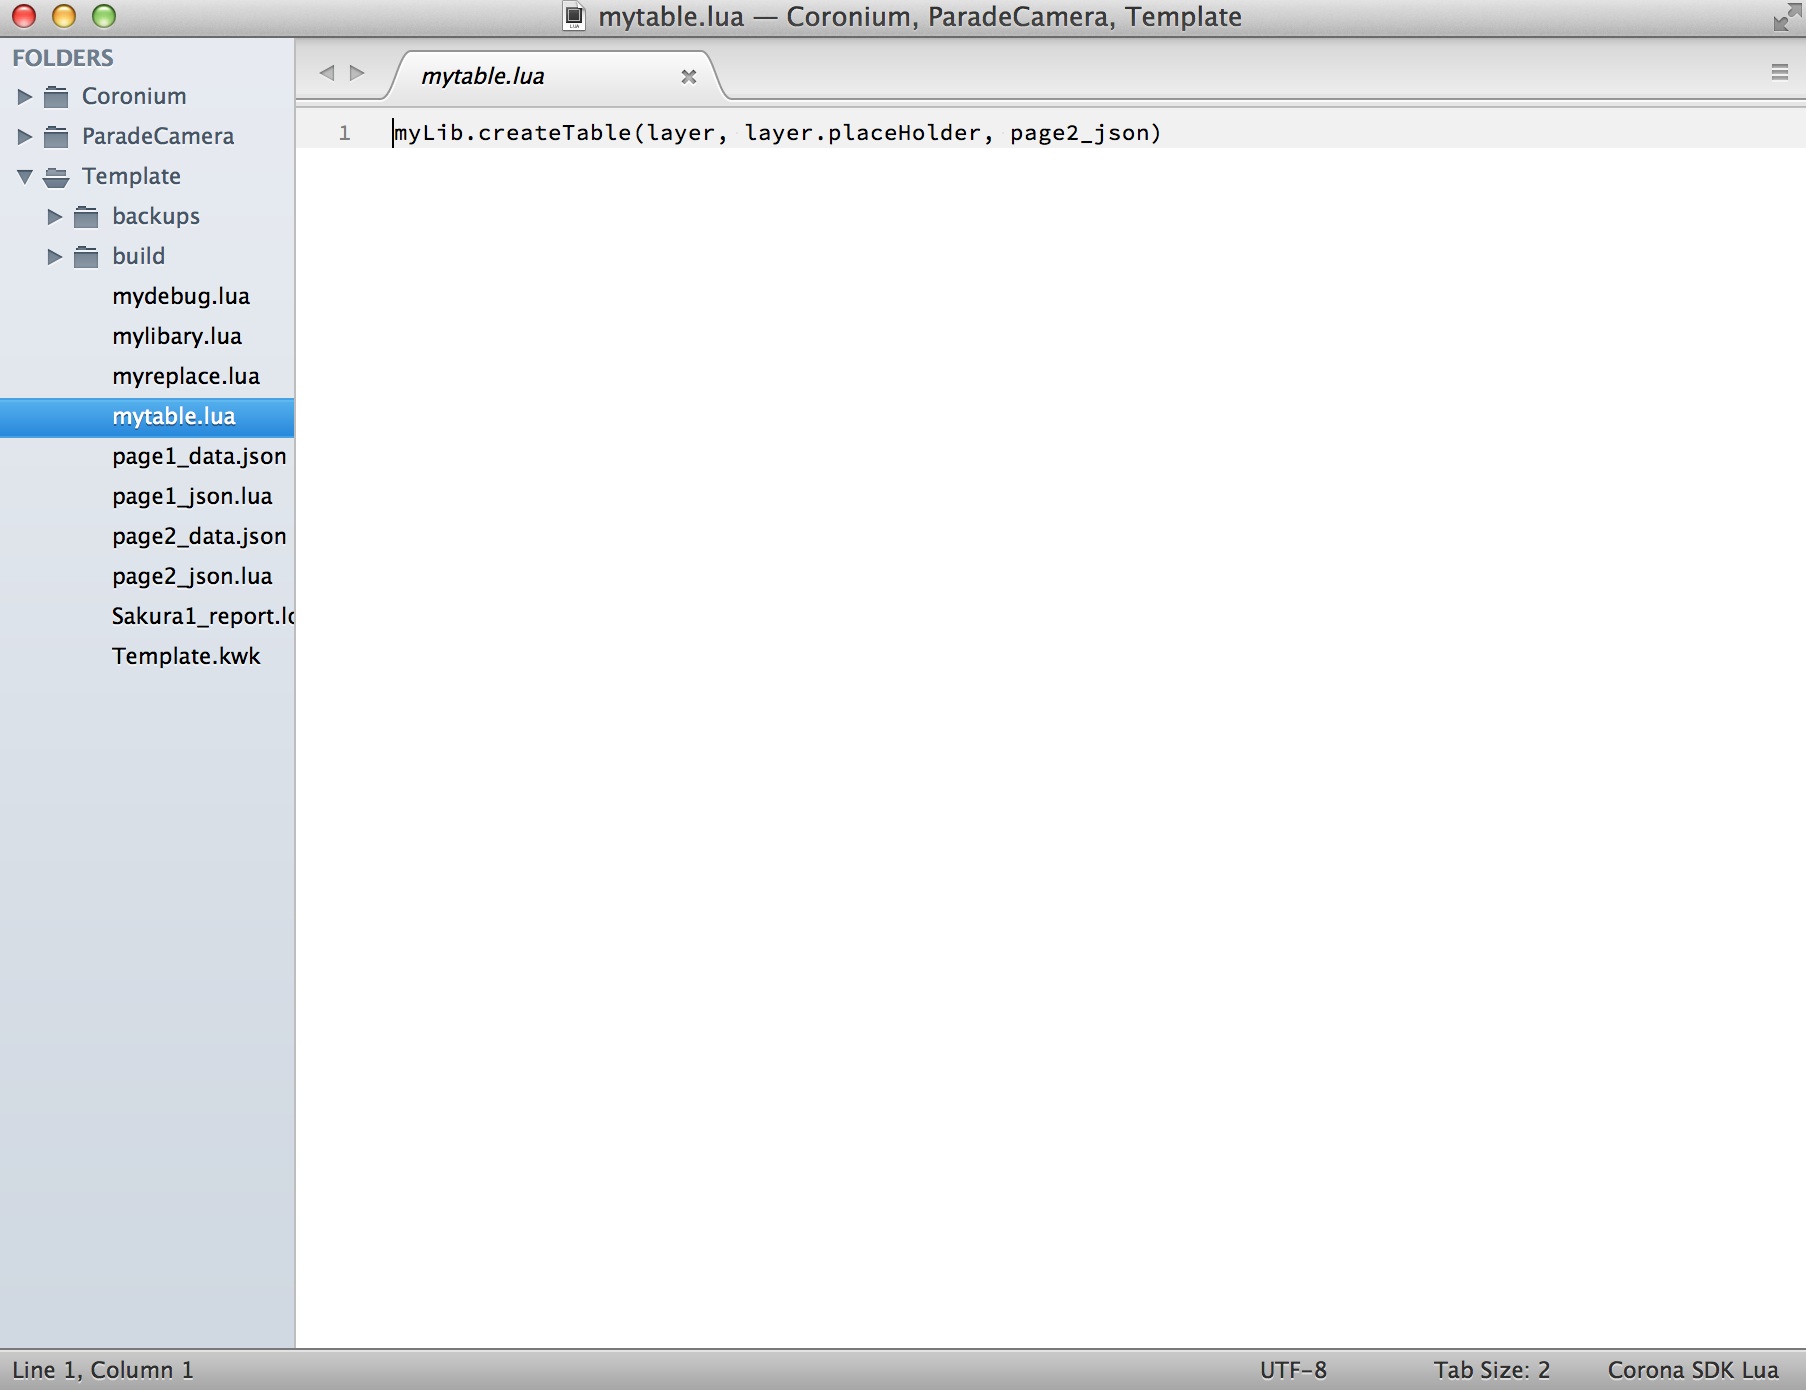 mytable.lua — Coronium, ParadeCamera, Template
FOLDERS
Coronium
ParadeCamera
Template
backups
build
mydebug.lua
mylibary.lua
myreplace.lua
mytable.lua
page1_data.json
page1_json.lua
page2_data.json
page2_json.lua
Sakura1_report.lo
Template.kwk
mytable.lua
1 myLib.createTable(layer, layer.placeHolder, page2_json)
Line 1, Column 1
UTF-8
Tab Size: 2
Corona SDK Lua